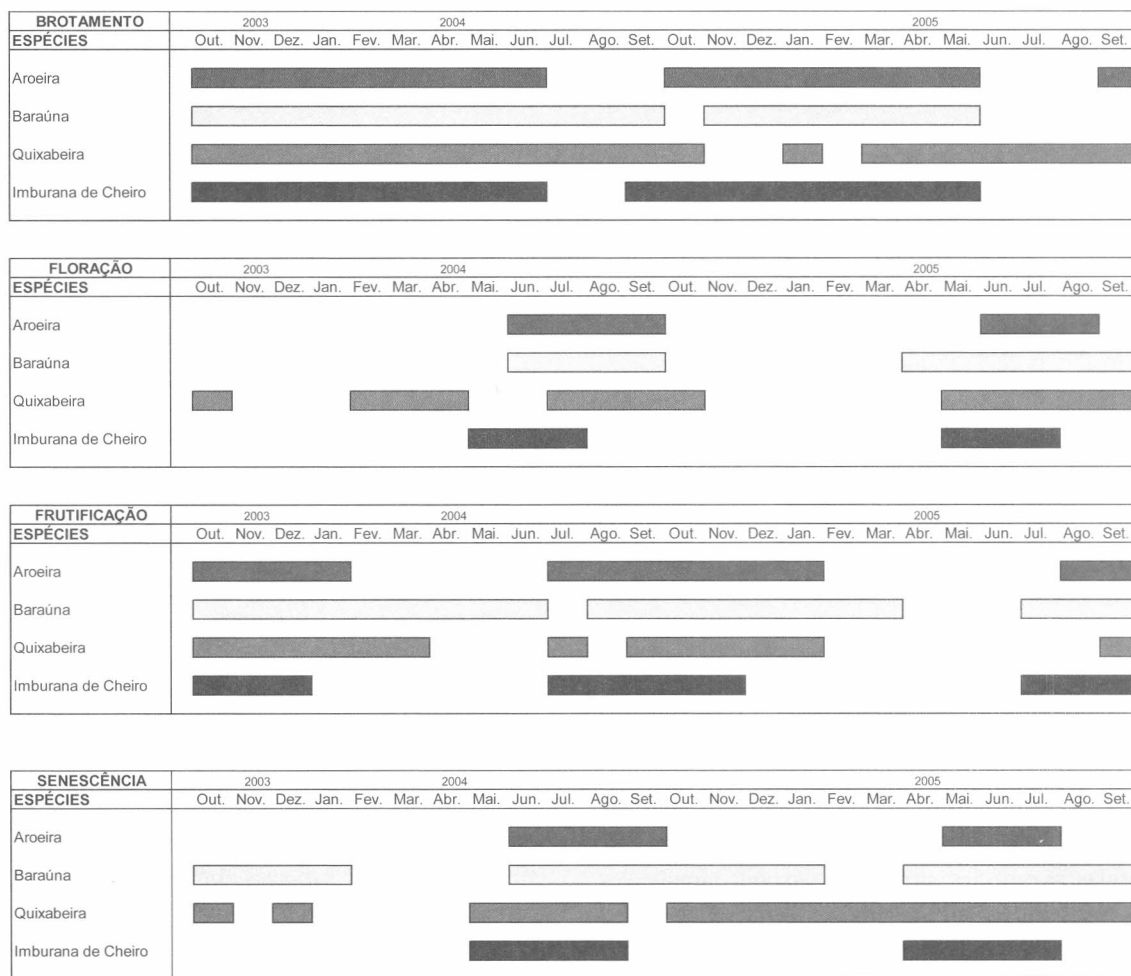 BROTAMENTO 2003 2004 2005
ESPÉCIES Out. Nov. Dez. Jan. Fev. Mar. Abr. Mai. Jun. Jul. Ago. Set. Out. Nov. Dez. Jan. Fev. Mar. Abr. Mai. Jun. Jul. Ago. Set.
Aroeira
Baraúna
Quixabeira
Imburana de Cheiro
FLORAÇÃO 2003 2004 2005
ESPÉCIES Out. Nov. Dez. Jan. Fev. Mar. Abr. Mai. Jun. Jul. Ago. Set. Out. Nov. Dez. Jan. Fev. Mar. Abr. Mai. Jun. Jul. Ago. Set.
Aroeira
Baraúna
Quixabeira
Imburana de Cheiro
FRUTIFICAÇÃO 2003 2004 2005
ESPÉCIES Out. Nov. Dez. Jan. Fev. Mar. Abr. Mai. Jun. Jul. Ago. Set. Out. Nov. Dez. Jan. Fev. Mar. Abr. Mai. Jun. Jul. Ago. Set.
Aroeira
Baraúna
Quixabeira
Imburana de Cheiro
SENESCÊNCIA 2003 2004 2005
ESPÉCIES Out. Nov. Dez. Jan. Fev. Mar. Abr. Mai. Jun. Jul. Ago. Set. Out. Nov. Dez. Jan. Fev. Mar. Abr. Mai. Jun. Jul. Ago. Set.
Aroeira
Baraúna
Quixabeira
Imburana de Cheiro